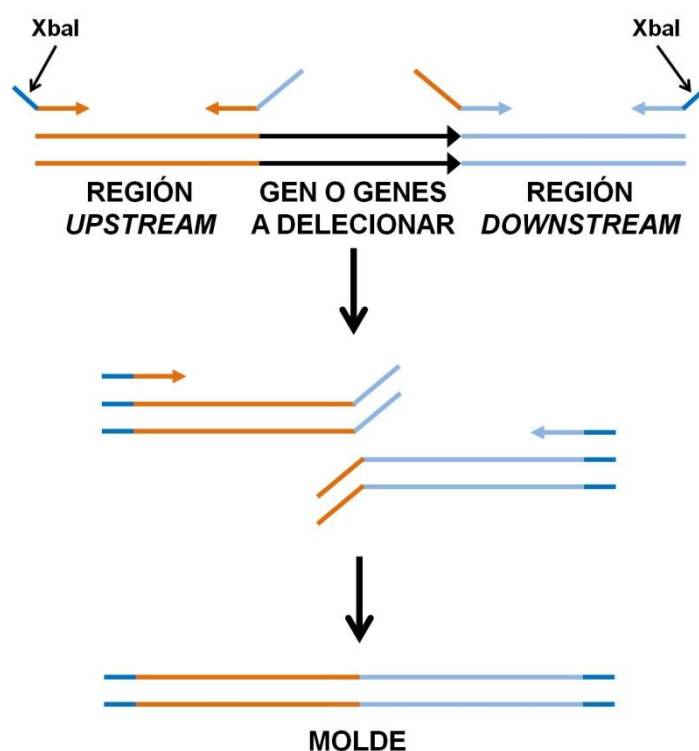 XbaI
XbaI
REGIÓN
UPSTREAM
GEN O GENES
A DELECIONAR
REGIÓN
DOWNSTREAM
MOLDE